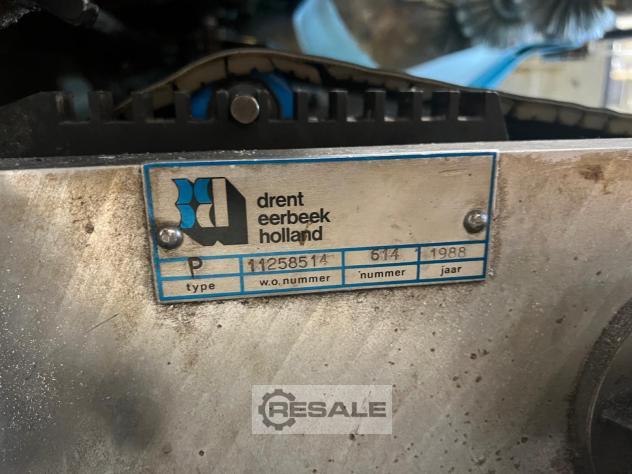 drent
eerbeek
holland
P 11258514 614 1988
type w.o.nummer nummer jaar
RESALE